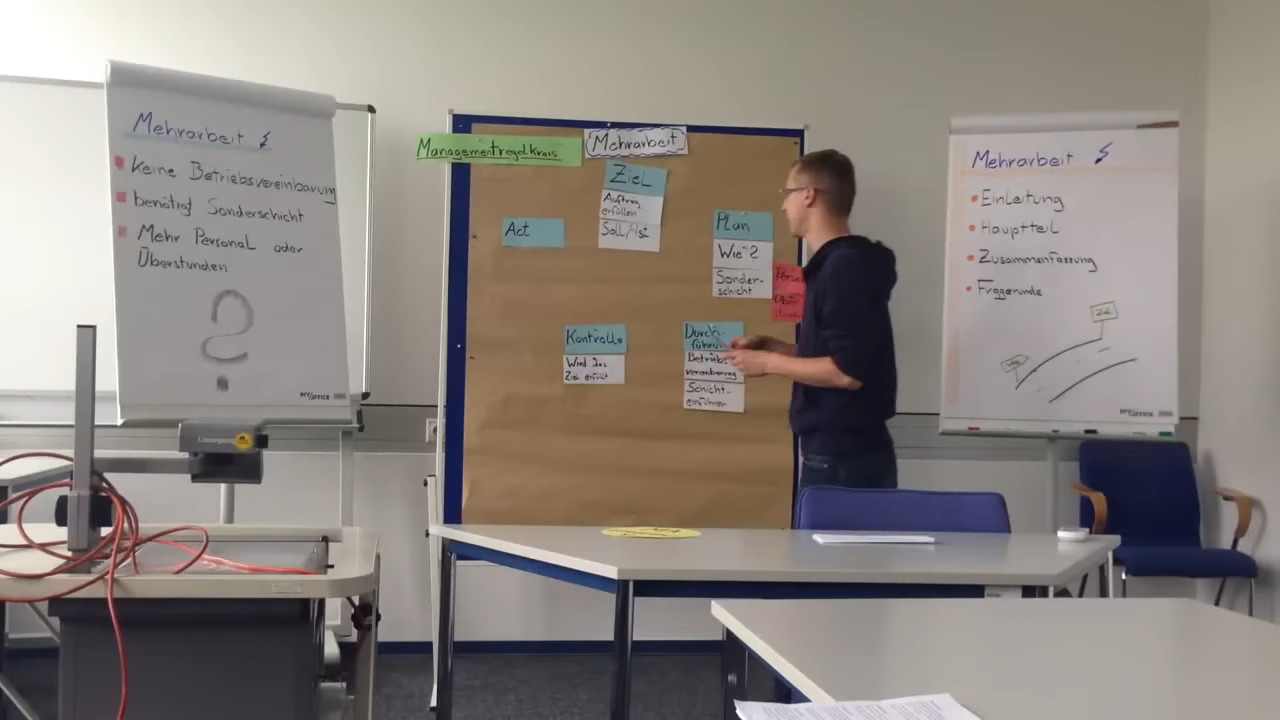 Mehrarbeit
Keine Betriebsvereinbarung
benötigt Sonderschicht
Mehr Personal oder
Überstunden
?
Managementregelkreis
Mehrarbeit
Ziel
Auftrag
erfüllen
Soll/Ist
Act
Plan
Wie?
Sonder-
schicht
Kontrolle
Wird das
Ziel erfüllt
Durch-
führung
Betriebs
vereinbarung
Schicht-
einführen
Mehrarbeit
Einleitung
Hauptteil
Zusammenfassung
Fragerunde
Ziel